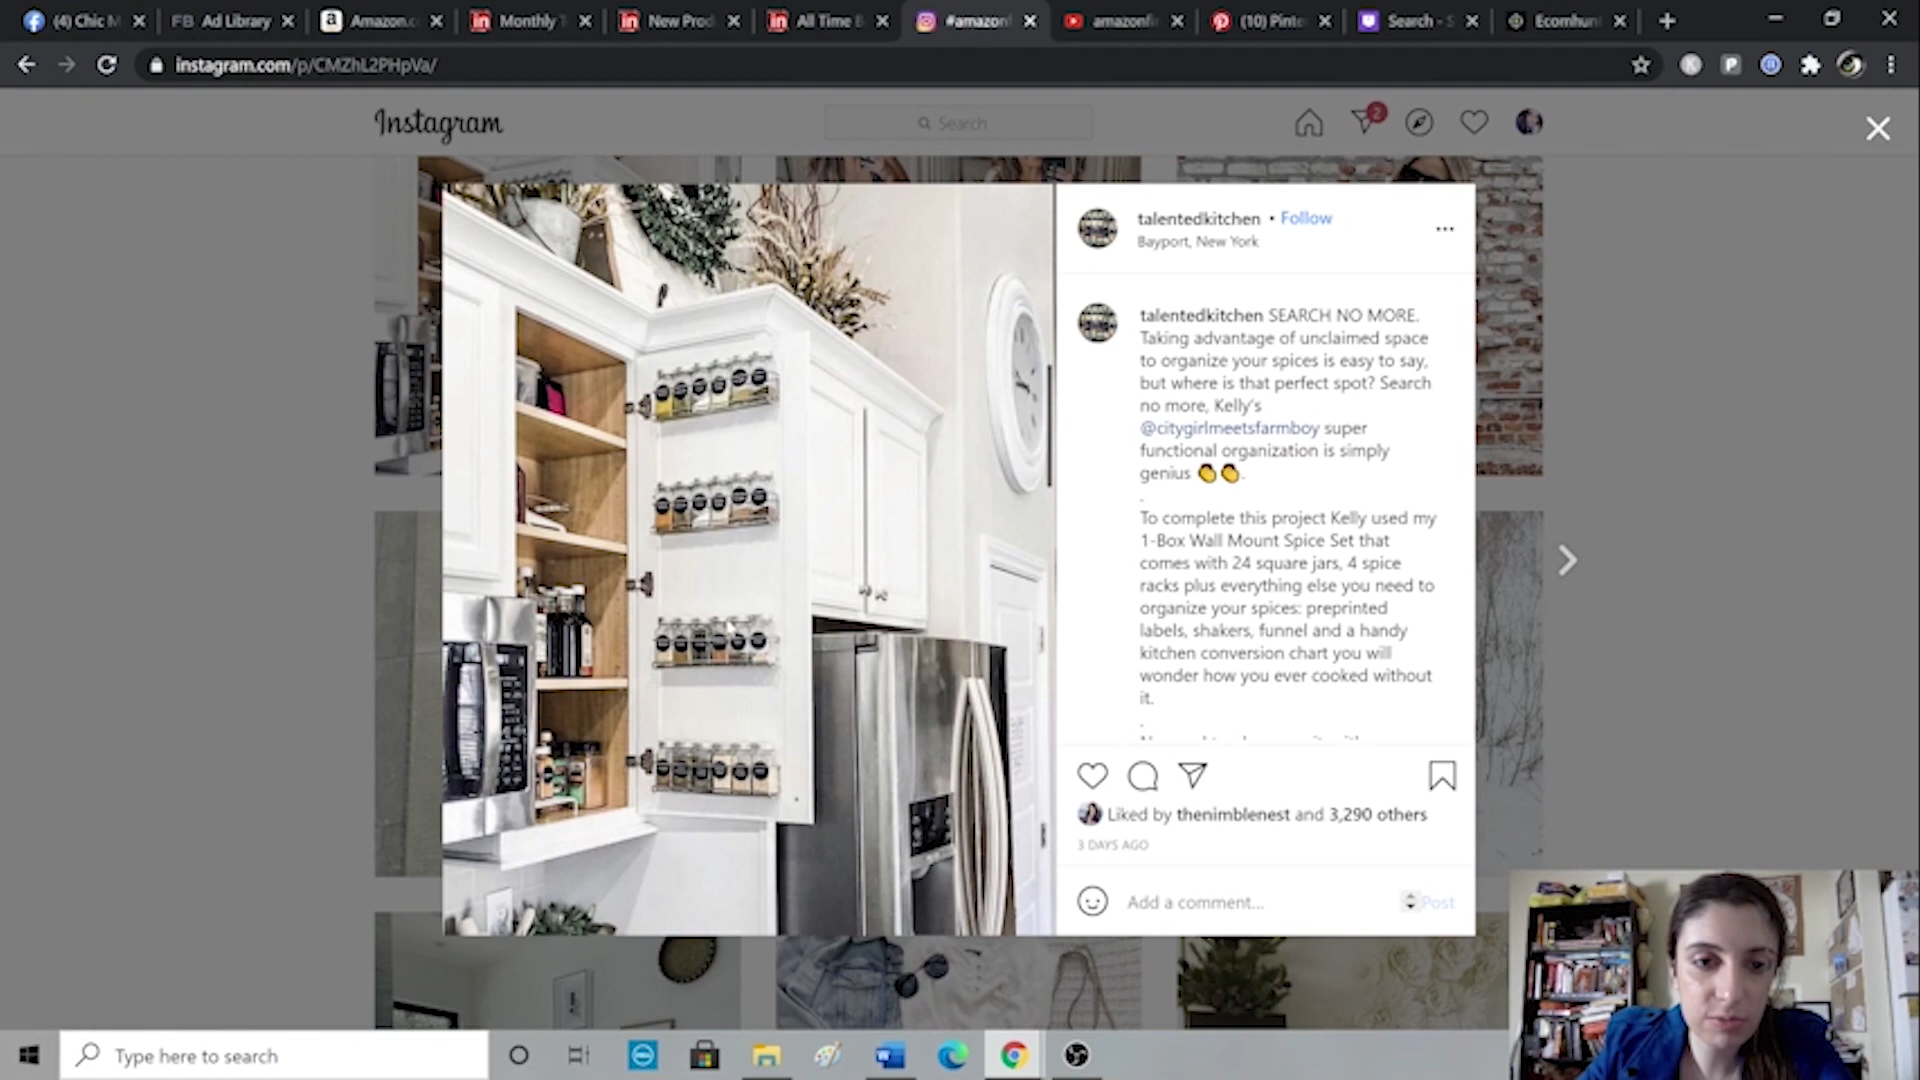 (4) Chic M
FB Ad Library
Amazon.c
Monthly T
New Prod
All Time B
#amazonf
amazonfin
(10) Pinte
Search - S
Ecomhunt
instagram.com/p/CMZhL2PHpVa/
Instagram
Search
2
talentedkitchen • Follow
Bayport, New York
talentedkitchen SEARCH NO MORE.
Taking advantage of unclaimed space
to organize your spices is easy to say,
but where is that perfect spot? Search
no more, Kelly's
@citygirlmeetsfarmboy super
functional organization is simply
genius 👏👏.
.
To complete this project Kelly used my
1-Box Wall Mount Spice Set that
comes with 24 square jars, 4 spice
racks plus everything else you need to
organize your spices: preprinted
labels, shakers, funnel and a handy
kitchen conversion chart you will
wonder how you ever cooked without
it.
.
Liked by thenimblenest and 3,290 others
3 DAYS AGO
Add a comment...
Post
Type here to search